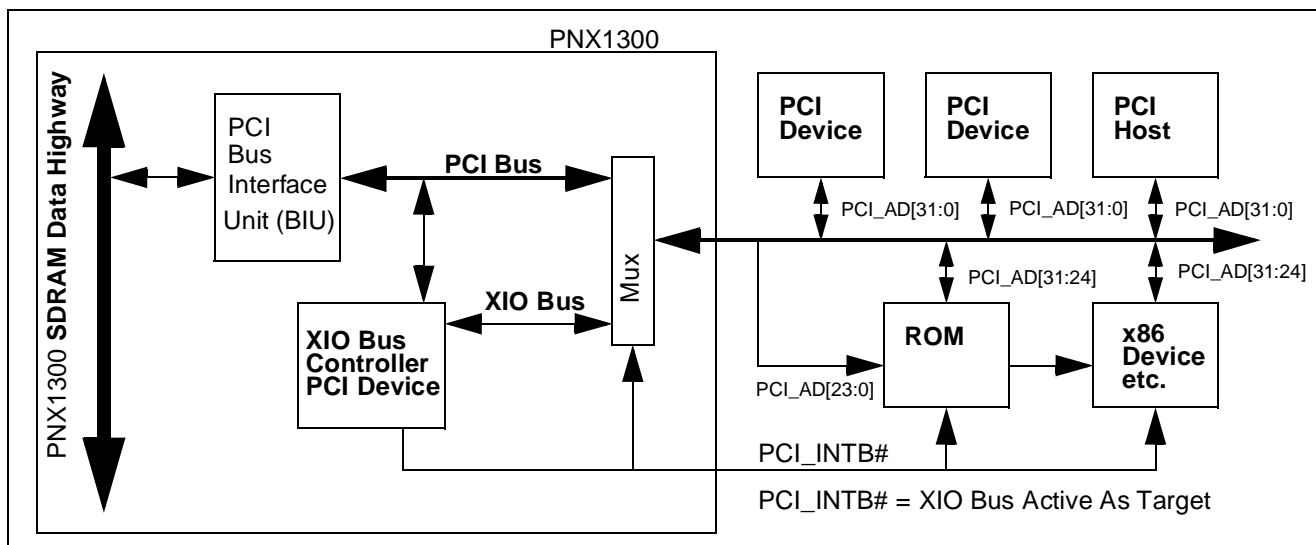 PNX1300
PNX1300 SDRAM Data Highway
PCI
Bus
Interface
Unit (BIU)
PCI Bus
XIO Bus
XIO Bus
Controller
PCI Device
Mux
PCI
Device
PCI
Device
PCI
Host
PCI_AD[31:0]
PCI_AD[31:0]
PCI_AD[31:0]
PCI_AD[31:24]
PCI_AD[31:24]
ROM
x86
Device
etc.
PCI_AD[23:0]
PCI_INTB#
PCI_INTB# = XIO Bus Active As Target